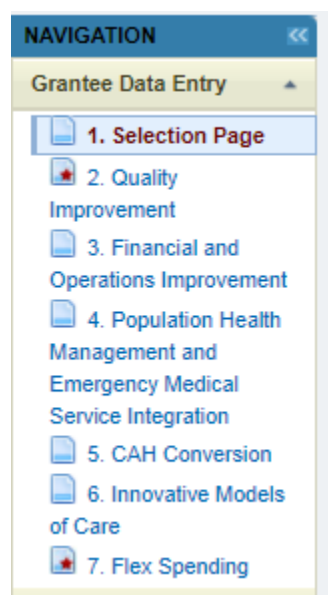 NAVIGATION
Grantee Data Entry
1. Selection Page
2. Quality
Improvement
3. Financial and
Operations Improvement
4. Population Health
Management and
Emergency Medical
Service Integration
5. CAH Conversion
6. Innovative Models
of Care
7. Flex Spending